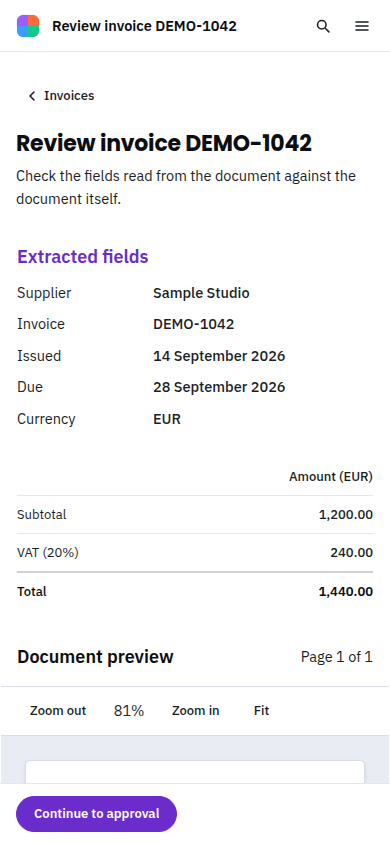 Review invoice DEMO-1042
Invoices
Review invoice DEMO-1042
Check the fields read from the document against the
document itself.
Extracted fields
Supplier Sample Studio
Invoice DEMO-1042
Issued 14 September 2026
Due 28 September 2026
Currency EUR
Amount (EUR)
Subtotal 1,200.00
VAT (20%) 240.00
Total 1,440.00
Document preview Page 1 of 1
Zoom out 81% Zoom in Fit
Continue to approval